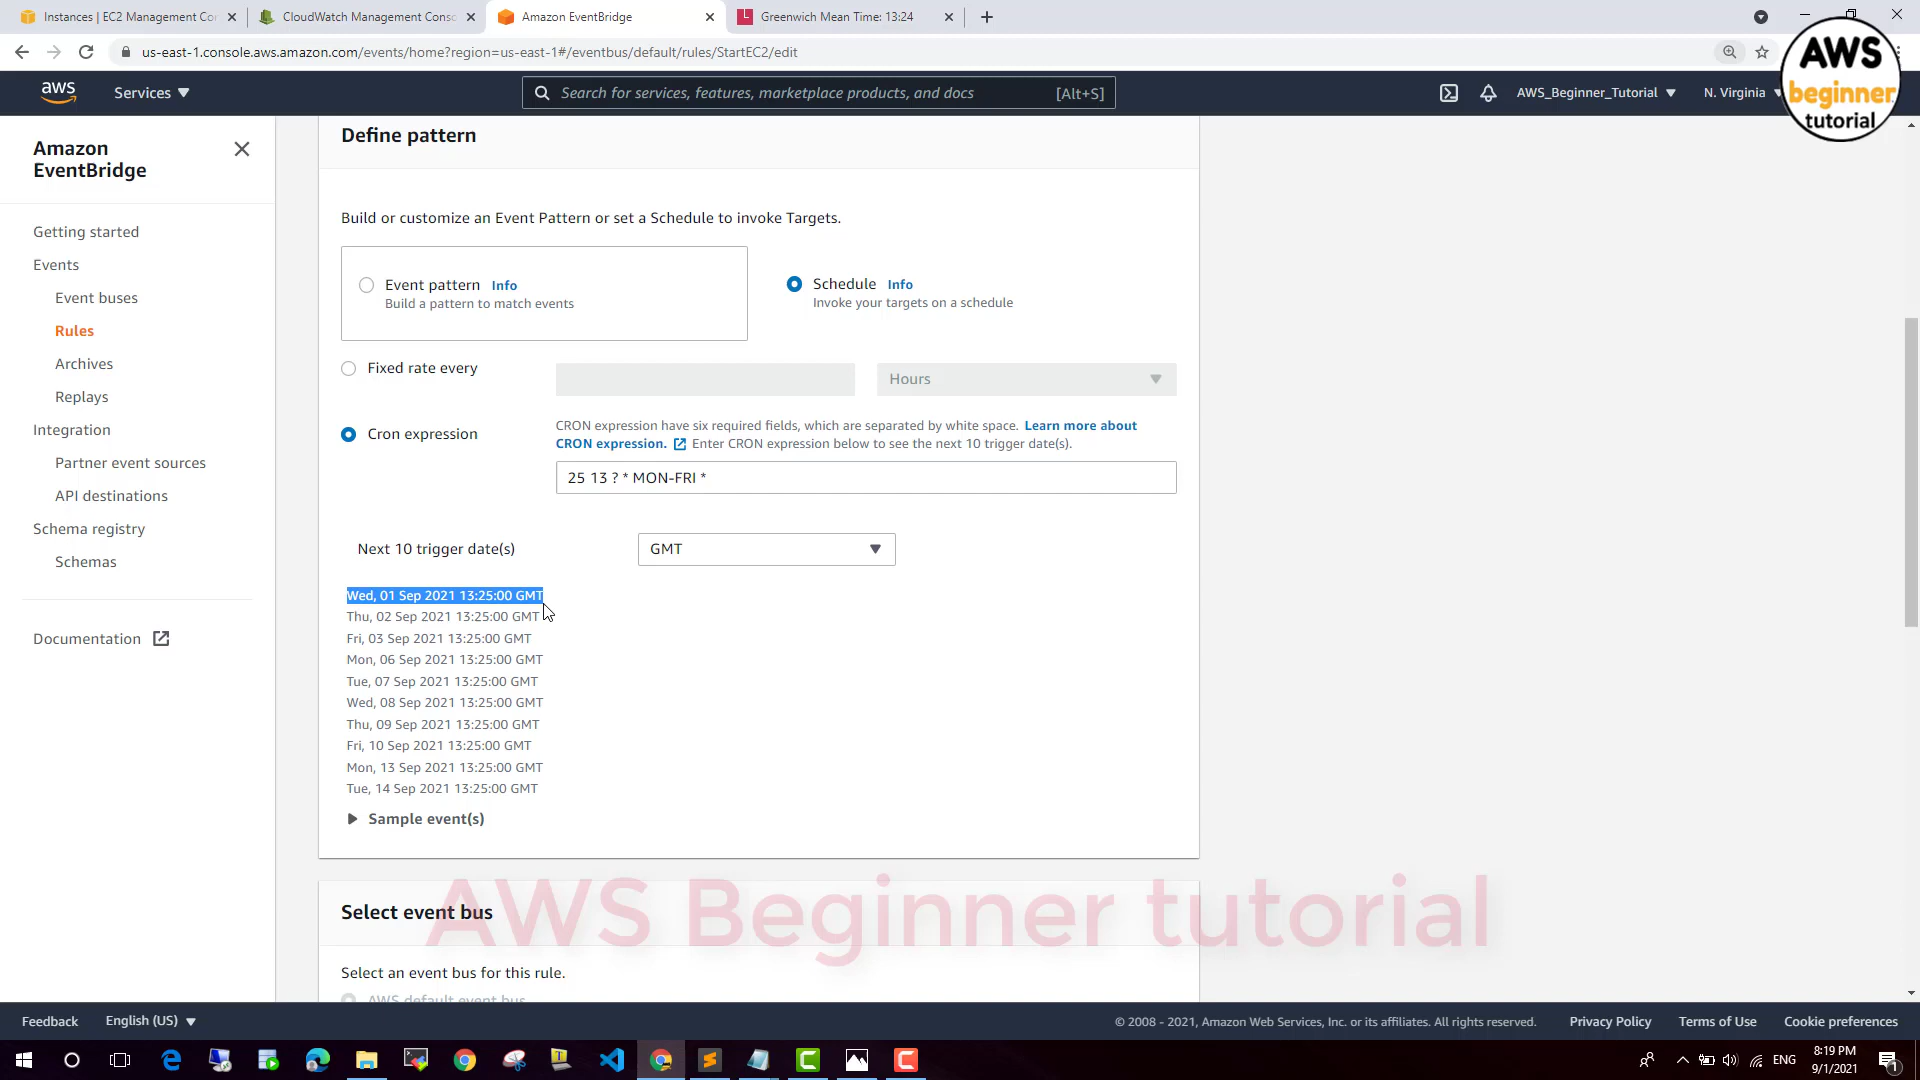 Instances | EC2 Management Con
CloudWatch Management Conso
Amazon EventBridge
Greenwich Mean Time: 13:24
us-east-1.console.aws.amazon.com/events/home?region=us-east-1#/eventbus/default/rules/StartEC2/edit
aws
Services
Search for services, features, marketplace products, and docs
[Alt+S]
AWS_Beginner_Tutorial
N. Virginia
AWS
beginner
tutorial
Amazon
EventBridge
Getting started
Events
Event buses
Rules
Archives
Replays
Integration
Partner event sources
API destinations
Schema registry
Schemas
Documentation
Define pattern
Build or customize an Event Pattern or set a Schedule to invoke Targets.
Event pattern Info
Build a pattern to match events
Schedule Info
Invoke your targets on a schedule
Fixed rate every
Hours
Cron expression
CRON expression have six required fields, which are separated by white space. Learn more about
CRON expression. Enter CRON expression below to see the next 10 trigger date(s).
25 13 ? * MON-FRI *
Next 10 trigger date(s)
GMT
Wed, 01 Sep 2021 13:25:00 GMT
Thu, 02 Sep 2021 13:25:00 GMT
Fri, 03 Sep 2021 13:25:00 GMT
Mon, 06 Sep 2021 13:25:00 GMT
Tue, 07 Sep 2021 13:25:00 GMT
Wed, 08 Sep 2021 13:25:00 GMT
Thu, 09 Sep 2021 13:25:00 GMT
Fri, 10 Sep 2021 13:25:00 GMT
Mon, 13 Sep 2021 13:25:00 GMT
Tue, 14 Sep 2021 13:25:00 GMT
Sample event(s)
AWS Beginner tutorial
Select event bus
Select an event bus for this rule.
AWS default event bus
Feedback
English (US)
© 2008 - 2021, Amazon Web Services, Inc. or its affiliates. All rights reserved.
Privacy Policy
Terms of Use
Cookie preferences
ENG
8:19 PM
9/1/2021
1